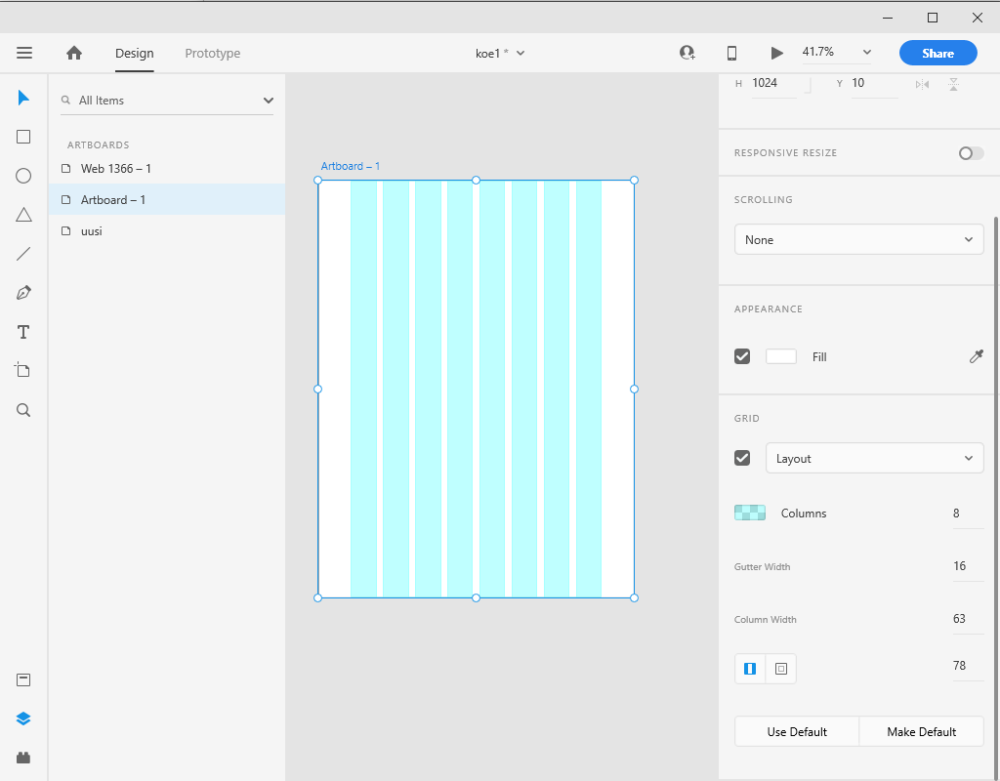 Design
Prototype
koe1 *
41.7%
Share
H 1024
Y 10
All Items
ARTBOARDS
Web 1366 – 1
Artboard – 1
uusi
T
Artboard – 1
RESPONSIVE RESIZE
SCROLLING
None
APPEARANCE
Fill
GRID
Layout
Columns 8
Gutter Width 16
Column Width 63
78
Use Default
Make Default